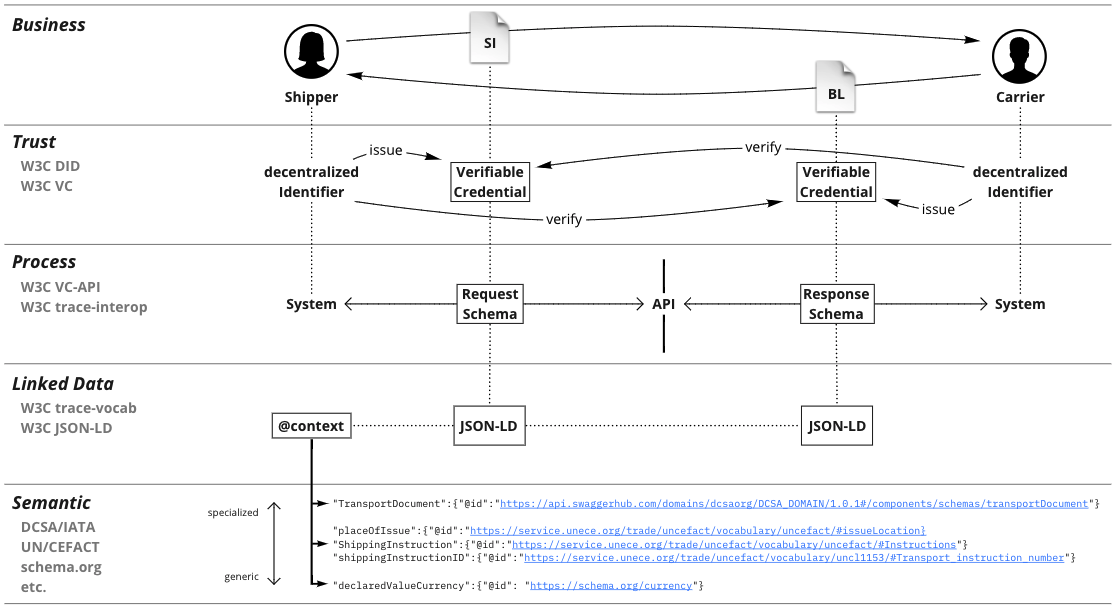 Business
SI
BL
Shipper
Carrier
Trust
W3C DID
W3C VC
issue
verify
decentralized
Identifier
Verifiable
Credential
Verifiable
Credential
decentralized
Identifier
verify
issue
Process
W3C VC-API
W3C trace-interop
System
Request
Schema
API
Response
Schema
System
Linked Data
W3C trace-vocab
W3C JSON-LD
@context
JSON-LD
JSON-LD
Semantic
DCSA/IATA
UN/CEFACT
schema.org
etc.
specialized
generic
"TransportDocument":{"@id":"https://api.swaggerhub.com/domains/dcsaorg/DCSA_DOMAIN/1.0.1#/components/schemas/transportDocument"}
"placeOfIssue":{"@id":"https://service.unece.org/trade/uncefact/vocabulary/uncefact/#issueLocation}
"ShippingInstruction":{"@id":"https://service.unece.org/trade/uncefact/vocabulary/uncefact/#Instructions"}
"shippingInstructionID":{"@id":"https://service.unece.org/trade/uncefact/vocabulary/uncl1153/#Transport_instruction_number"}
"declaredValueCurrency":{"@id": "https://schema.org/currency"}